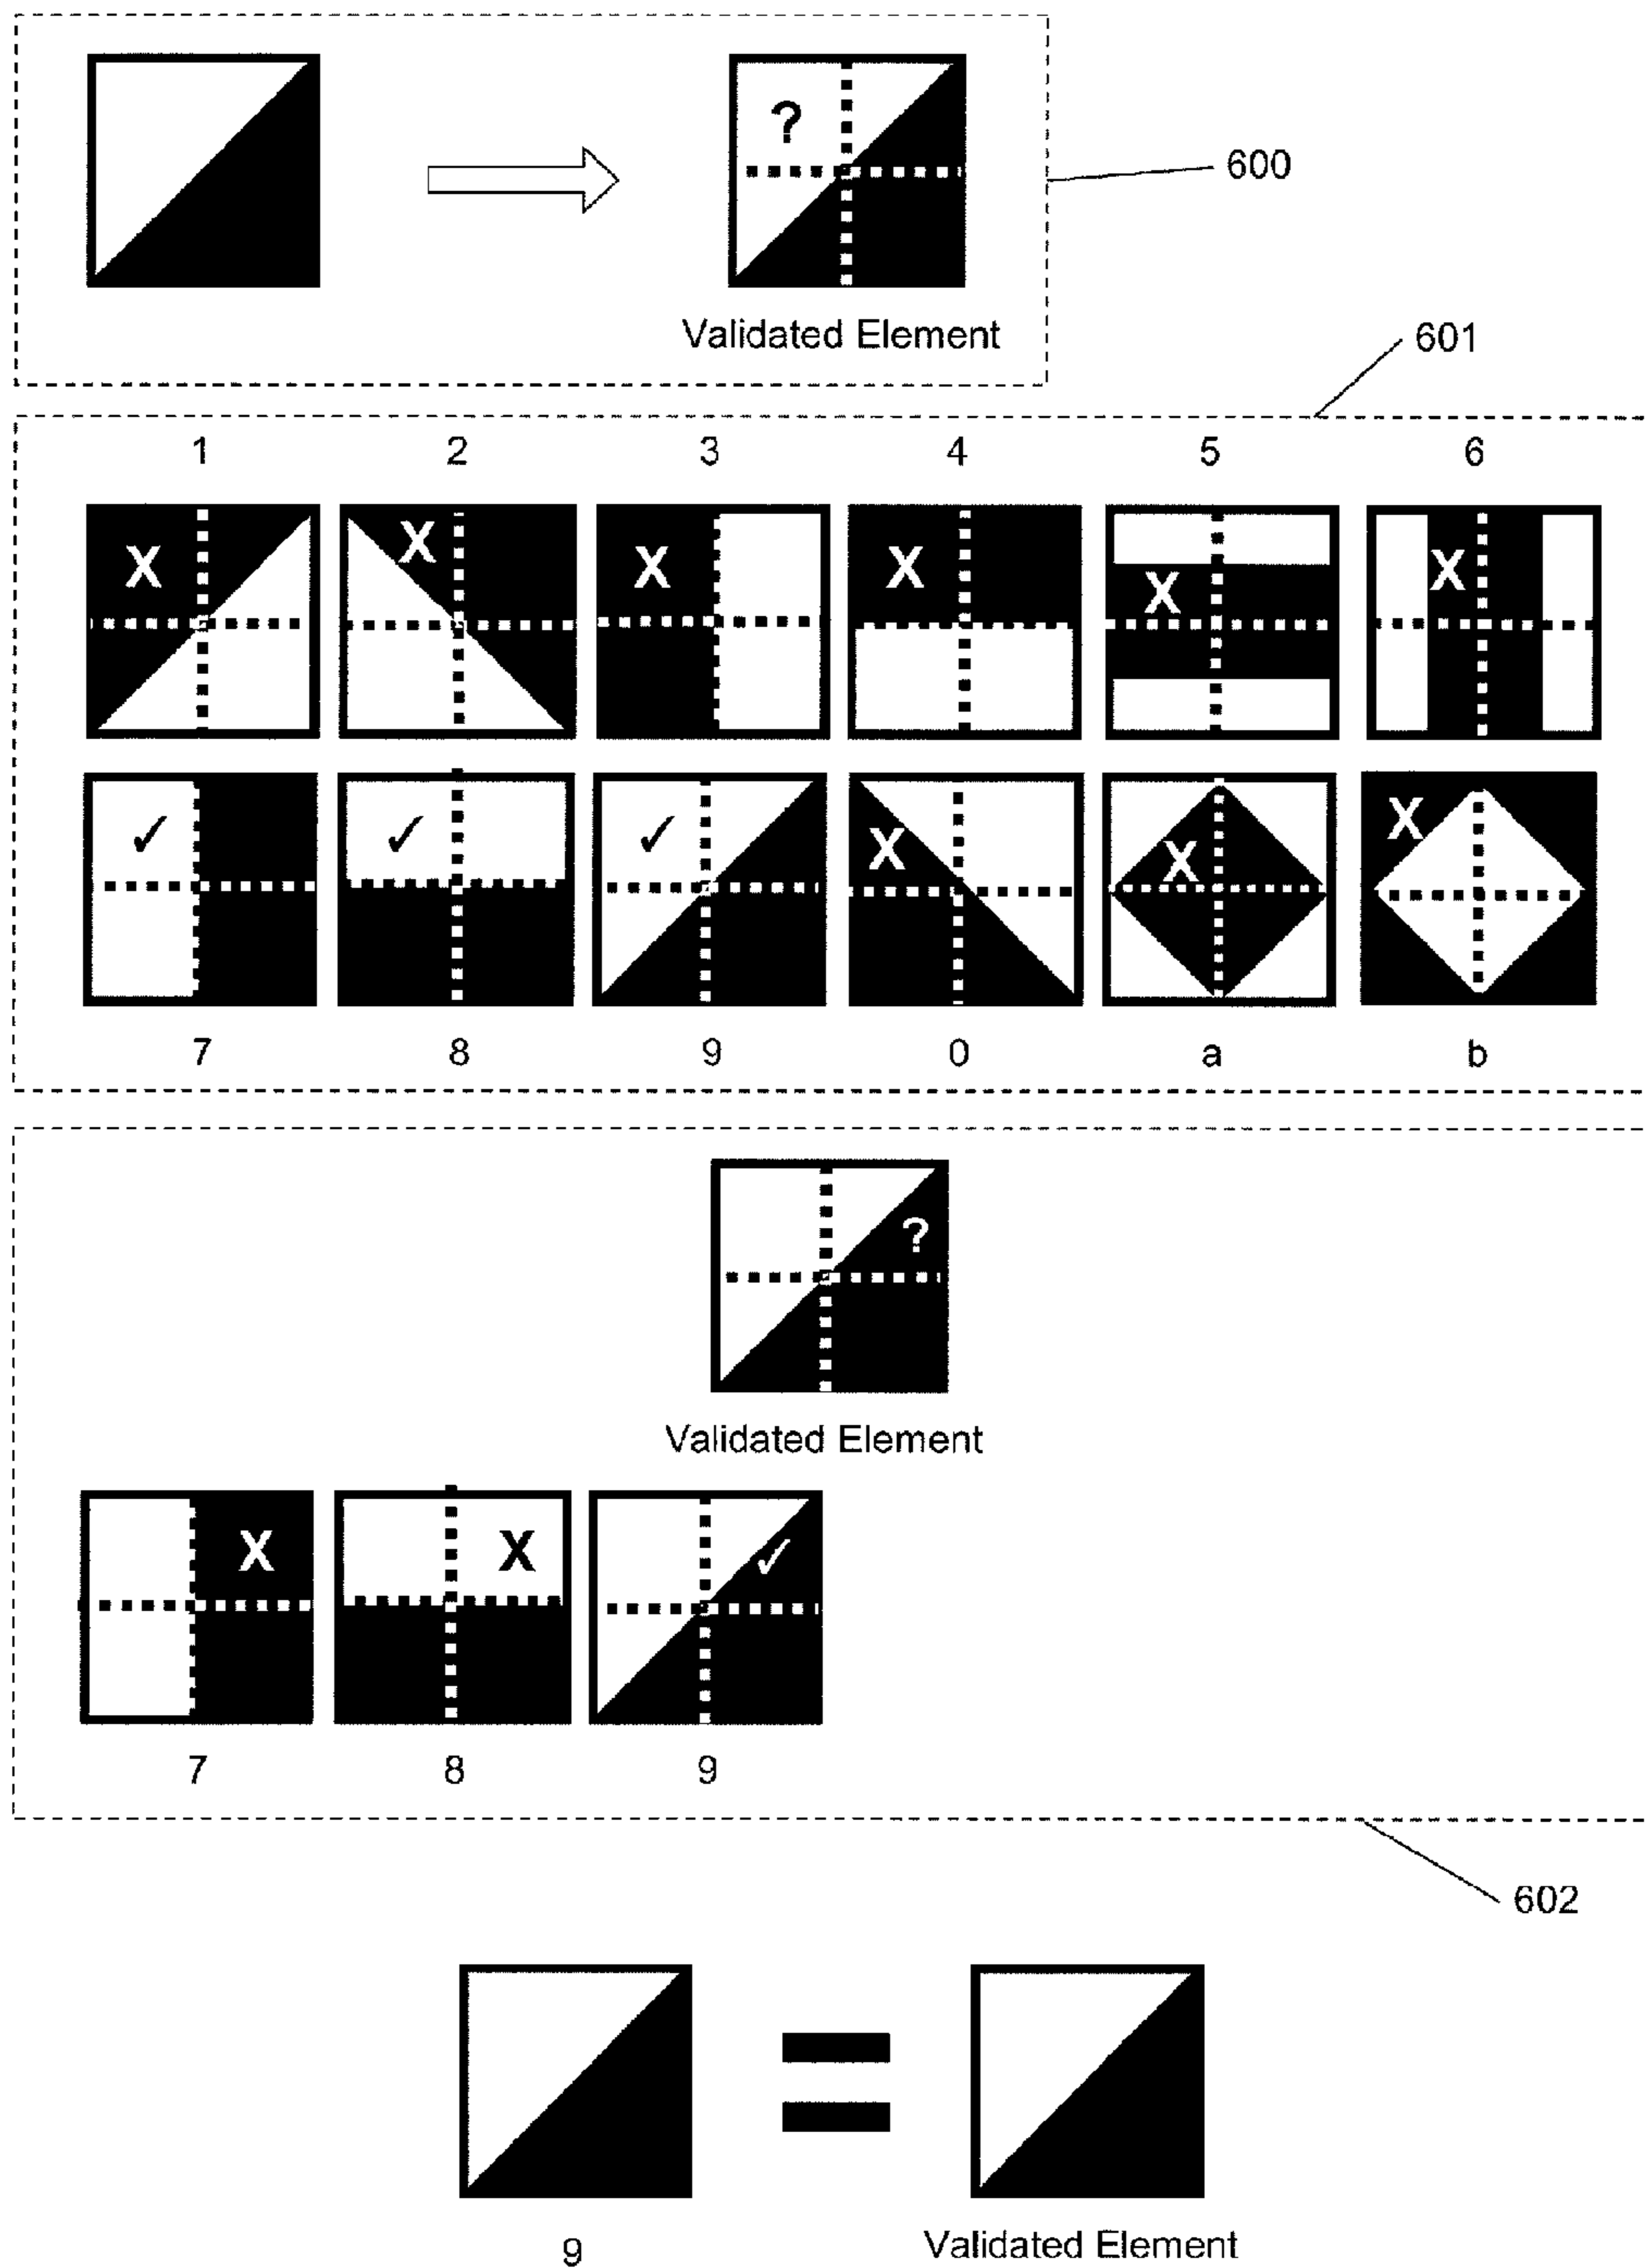 ?
600
Validated Element
601
1 2 3 4 5 6
X X X X X X
✓ ✓ ✓ X X X
7 8 9 0 a b
?
Validated Element
X X ✓
7 8 9
602
=
9 Validated Element